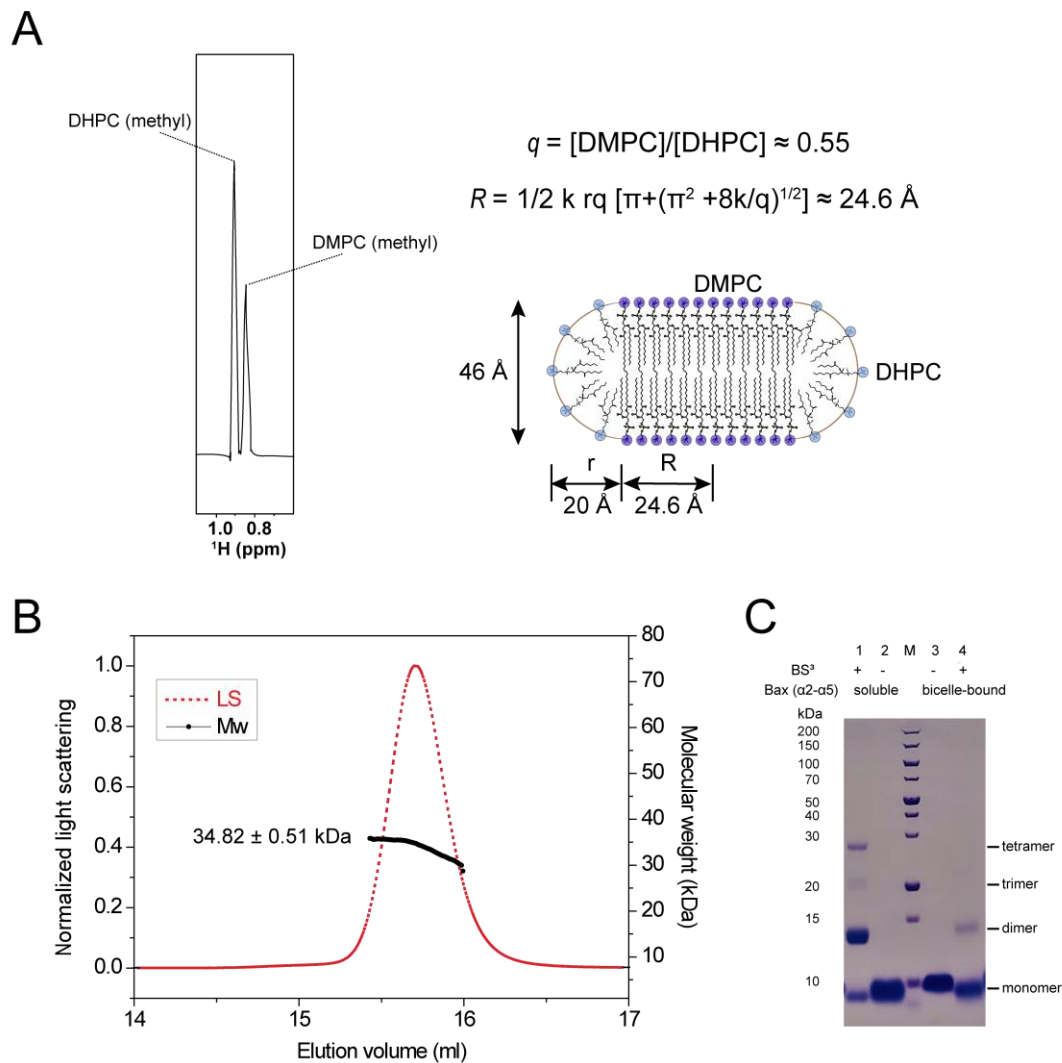 A
DHPC (methyl)
DMPC (methyl)
1.0 0.8
¹H (ppm)
q = [DMPC]/[DHPC] ≈ 0.55
R = 1/2 k rq [π+(π² +8k/q)¹/²] ≈ 24.6 Å
DMPC
46 Å
DHPC
r R
20 Å 24.6 Å
B
Normalized light scattering
1.0
0.8
0.6
0.4
0.2
0.0
LS
Mw
34.82 ± 0.51 kDa
80
70
60
50
40
30
20
10
Molecular weight (kDa)
14 15 16 17
Elution volume (ml)
C
1 2 M 3 4
BS³ + - - +
Bax (α2-α5) soluble bicelle-bound
kDa
200
150
100
70
50
40
30
20
15
10
tetramer
trimer
dimer
monomer